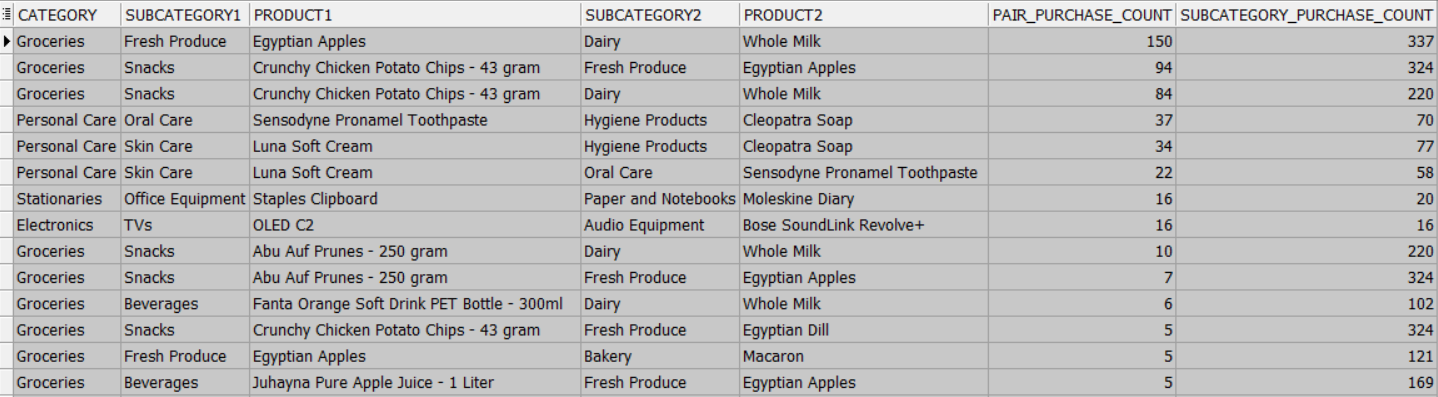 CATEGORY SUBCATEGORY1 PRODUCT1 SUBCATEGORY2 PRODUCT2 PAIR_PURCHASE_COUNT SUBCATEGORY_PURCHASE_COUNT
Groceries Fresh Produce Egyptian Apples Dairy Whole Milk 150 337
Groceries Snacks Crunchy Chicken Potato Chips - 43 gram Fresh Produce Egyptian Apples 94 324
Groceries Snacks Crunchy Chicken Potato Chips - 43 gram Dairy Whole Milk 84 220
Personal Care Oral Care Sensodyne Pronamel Toothpaste Hygiene Products Cleopatra Soap 37 70
Personal Care Skin Care Luna Soft Cream Hygiene Products Cleopatra Soap 34 77
Personal Care Skin Care Luna Soft Cream Oral Care Sensodyne Pronamel Toothpaste 22 58
Stationaries Office Equipment Staples Clipboard Paper and Notebooks Moleskine Diary 16 20
Electronics TVs OLED C2 Audio Equipment Bose SoundLink Revolve+ 16 16
Groceries Snacks Abu Auf Prunes - 250 gram Dairy Whole Milk 10 220
Groceries Snacks Abu Auf Prunes - 250 gram Fresh Produce Egyptian Apples 7 324
Groceries Beverages Fanta Orange Soft Drink PET Bottle - 300ml Dairy Whole Milk 6 102
Groceries Snacks Crunchy Chicken Potato Chips - 43 gram Fresh Produce Egyptian Dill 5 324
Groceries Fresh Produce Egyptian Apples Bakery Macaron 5 121
Groceries Beverages Juhayna Pure Apple Juice - 1 Liter Fresh Produce Egyptian Apples 5 169